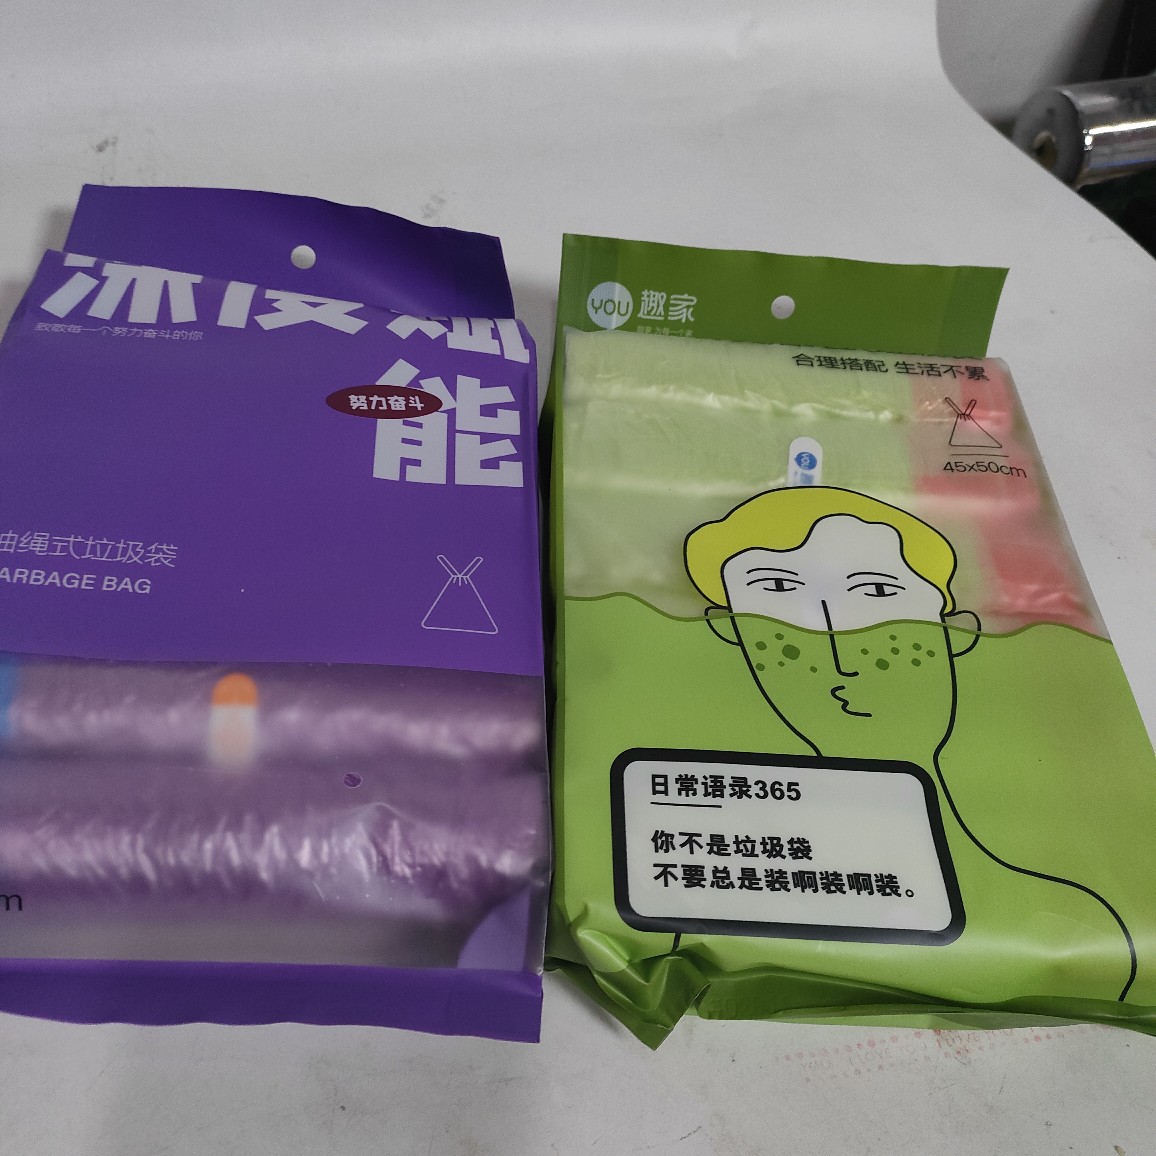 致敬每一个努力奋斗的你
能
努力奋斗
抽绳式垃圾袋
ARBAGE BAG
m
YOU 趣家
合理搭配 生活不累
45x50cm
YOU
日常语录365
你不是垃圾袋
不要总是装啊装啊装。